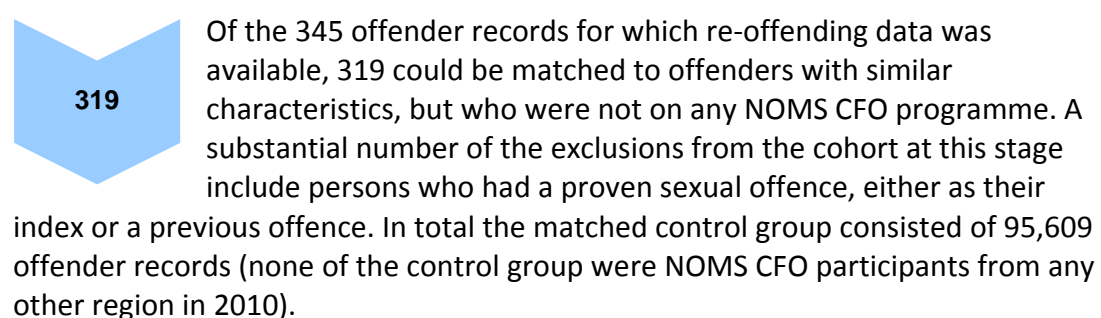 Of the 345 offender records for which re-offending data was
available, 319 could be matched to offenders with similar
319
characteristics, but who were not on any NOMS CFO programme. A
substantial number of the exclusions from the cohort at this stage
include persons who had a proven sexual offence, either as their
index or a previous offence. In total the matched control group consisted of 95,609
offender records (none of the control group were NOMS CFO participants from any
other region in 2010).